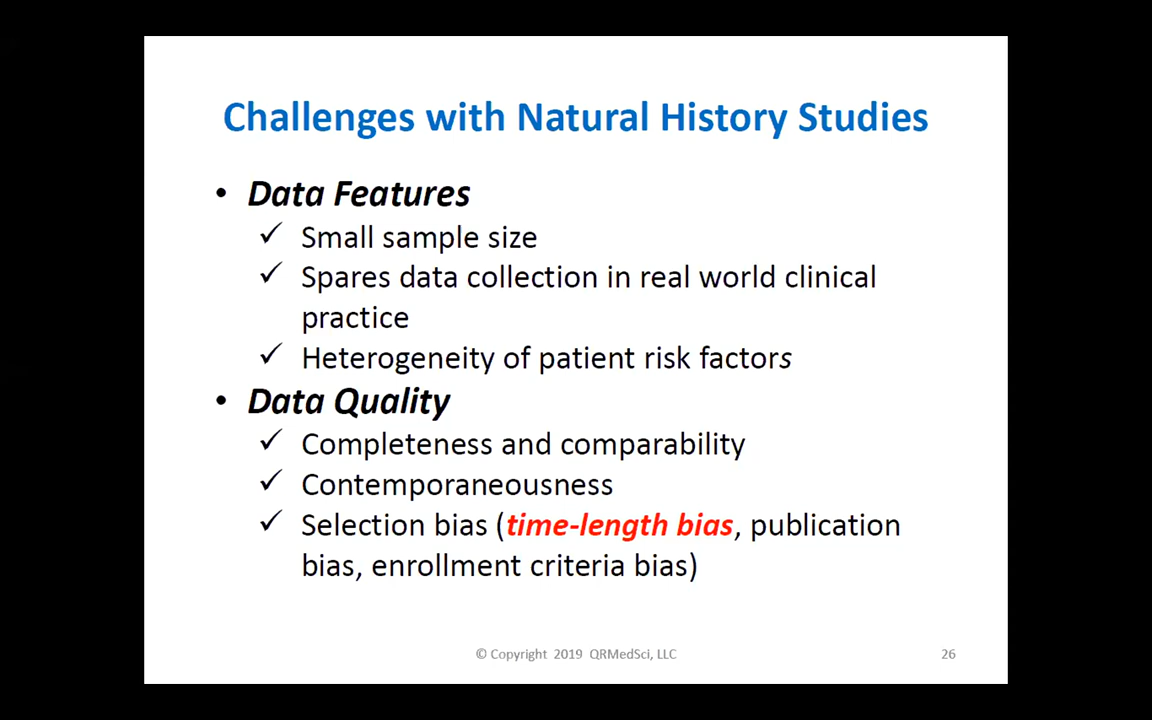 Challenges with Natural History Studies
• Data Features
✓ Small sample size
✓ Spares data collection in real world clinical
practice
✓ Heterogeneity of patient risk factors
• Data Quality
✓ Completeness and comparability
✓ Contemporaneousness
✓ Selection bias (time-length bias, publication
bias, enrollment criteria bias)
© Copyright 2019 QRMedSci, LLC
26